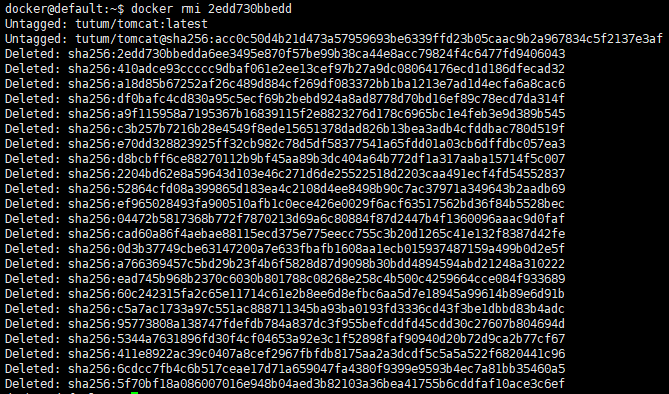 docker@default:~$ docker rmi 2edd730bbedd
Untagged: tutum/tomcat:latest
Untagged: tutum/tomcat@sha256:acc0c50d4b21d473a57959693be6339ffd23b05caac9b2a967834c5f2137e3af
Deleted: sha256:2edd730bbedda6ee3495e870f57be99b38ca44e8acc79824f4c6477fd9406043
Deleted: sha256:410adce93ccccc9dbaf061e2ee13cef97b27a9dc08064176ecd1d186dfecad32
Deleted: sha256:a18d85b67252af26c489d884cf269df083372bb1ba1213e7ad1d4ecfa6a8cac6
Deleted: sha256:df0bafc4cd830a95c5ecf69b2bebd924a8ad8778d70bd16ef89c78ecd7da314f
Deleted: sha256:a9f115958a7195367b16839115f2e8823276d178c6965bc1e4feb3e9d389b545
Deleted: sha256:c3b257b7216b28e4549f8ede15651378dad826b13bea3adb4cfddbac780d519f
Deleted: sha256:e70dd328823925ff32cb982c78d5df58377541a65fdd01a03cb6dffdbc057ea3
Deleted: sha256:d8bcbff6ce88270112b9bf45aa89b3dc404a64b772df1a317aaba15714f5c007
Deleted: sha256:2204bd62e8a59643d103e46c271d6de25522518d2203caa491ecf4fd54552837
Deleted: sha256:52864cfd08a399865d183ea4c2108d4ee8498b90c7ac37971a349643b2aadb69
Deleted: sha256:ef965028493fa900510afb1c0ece426e0029f6acf63517562bd36f84b5528bec
Deleted: sha256:04472b5817368b772f7870213d69a6c80884f87d2447b4f1360096aaac9d0faf
Deleted: sha256:cad60a86f4aebae88115ecd375e775eecc755c3b20d1265c41e132f8387d42fe
Deleted: sha256:0d3b37749cbe63147200a7e633fbafb1608aa1ecb015937487159a499b0d2e5f
Deleted: sha256:a766369457c5bd29b23f4b6f5828d87d9098b30bdd4894594abd21248a310222
Deleted: sha256:ead745b968b2370c6030b801788c08268e258c4b500c4259664cce084f933689
Deleted: sha256:60c242315fa2c65e11714c61e2b8ee6d8efbc6aa5d7e18945a99614b89e6d91b
Deleted: sha256:c5a7ac1733a97c551ac888711345ba93ba0193fd3336cd43f3be1dbbd83b4adc
Deleted: sha256:95773808a138747fdefdb784a837dc3f955befcddfd45cdd30c27607b804694d
Deleted: sha256:5344a7631896fd30f4cf04653a92e3c1f52898faf90940d20b72d9ca2b77cf67
Deleted: sha256:411e8922ac39c0407a8cef2967fbfdb8175aa2a3dcdf5c5a5a522f6820441c96
Deleted: sha256:6cdcc7fb4c6b517ceae17d71a659047fa4380f9399e9593b4ec7a81bb35460a5
Deleted: sha256:5f70bf18a086007016e948b04aed3b82103a36bea41755b6cddfaf10ace3c6ef